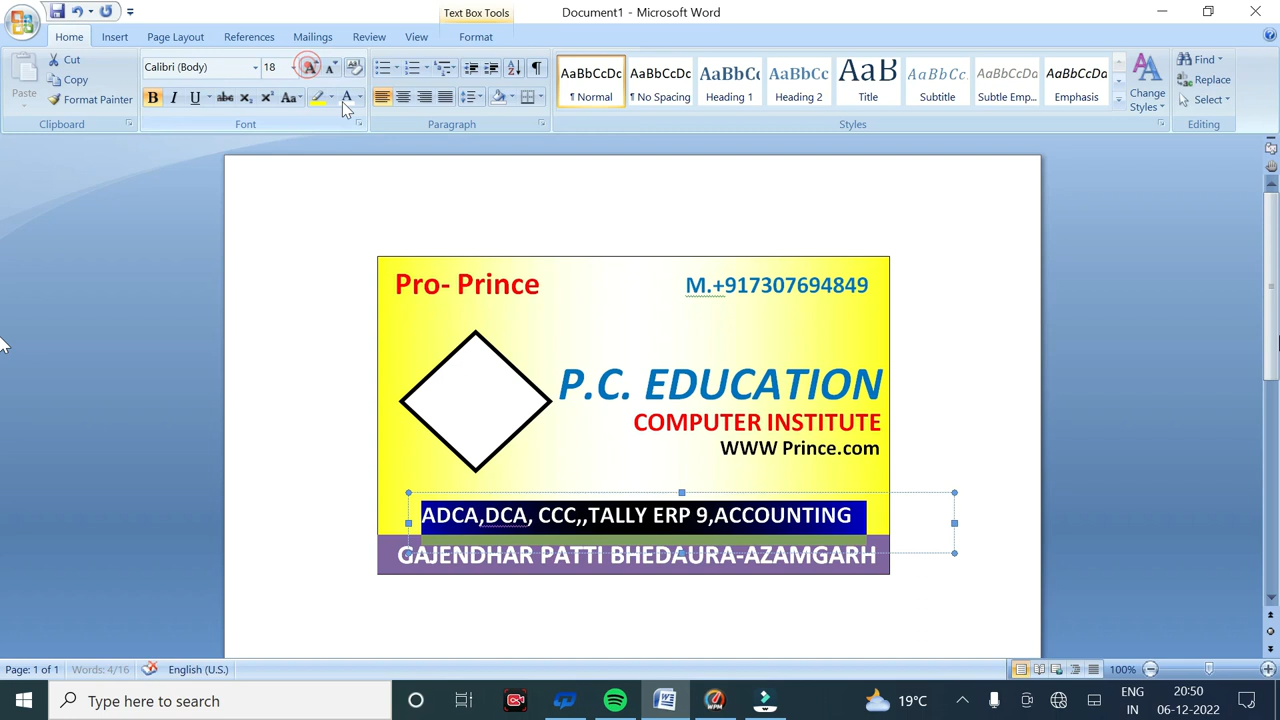 Text Box Tools
Document1 - Microsoft Word
Home Insert Page Layout References Mailings Review View Format
Cut
Copy
Format Painter
Paste
Clipboard
Calibri (Body) 18
Font
Paragraph
AaBbCcDc AaBbCcDc AaBbCc AaBbCc AaB AaBbCc. AaBbCcDc AaBbCcDc
¶ Normal ¶ No Spacing Heading 1 Heading 2 Title Subtitle Subtle Emp... Emphasis
Change Styles
Styles
Find
Replace
Select
Editing
Pro- Prince
M.+917307694849
P.C. EDUCATION
COMPUTER INSTITUTE
WWW Prince.com
ADCA,DCA, CCC,,TALLY ERP 9,ACCOUNTING
GAJENDHAR PATTI BHEDAURA-AZAMGARH
Page: 1 of 1 Words: 4/16 English (U.S.) 100%
Type here to search
WPM
19°C
ENG
IN
20:50
06-12-2022